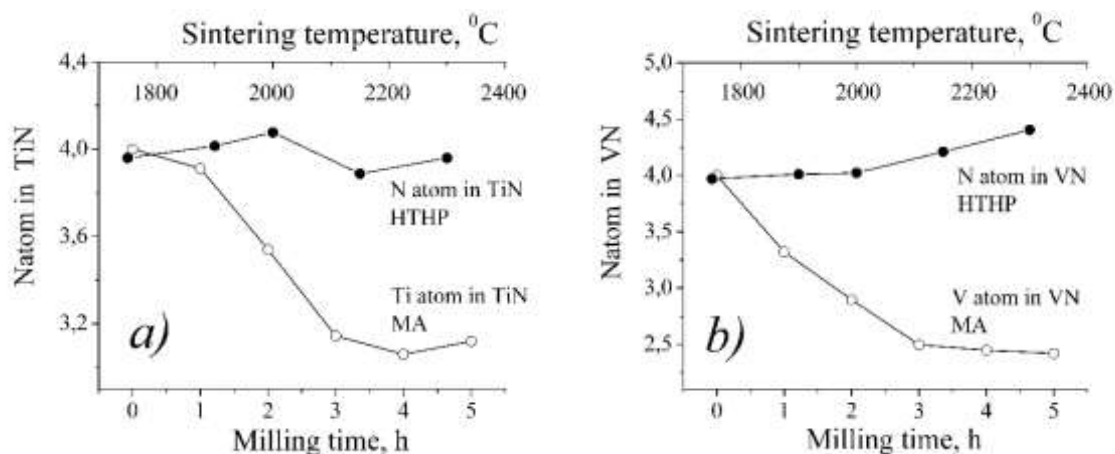 Sintering temperature, ⁰C
1800 2000 2200 2400
4,4
4,0
3,6
3,2
Natom in TiN
N atom in TiN
HTHP
Ti atom in TiN
MA
a)
0 1 2 3 4 5
Milling time, h
Sintering temperature, ⁰C
1800 2000 2200 2400
5,0
4,5
4,0
3,5
3,0
2,5
Natom in VN
N atom in VN
HTHP
V atom in VN
MA
b)
0 1 2 3 4 5
Milling time, h